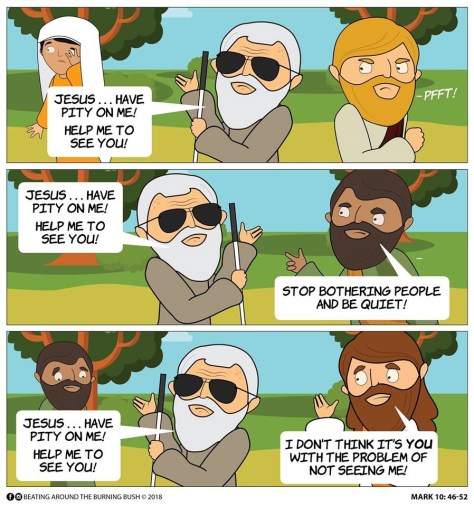 JESUS...HAVE
PITY ON ME!
HELP ME TO
SEE YOU!
-PFFT!
JESUS...HAVE
PITY ON ME!
HELP ME TO
SEE YOU!
STOP BOTHERING PEOPLE
AND BE QUIET!
JESUS...HAVE
PITY ON ME!
HELP ME TO
SEE YOU!
I DON'T THINK IT'S YOU
WITH THE PROBLEM OF
NOT SEEING ME!
BEATING AROUND THE BURNING BUSH © 2018
MARK 10: 46-52